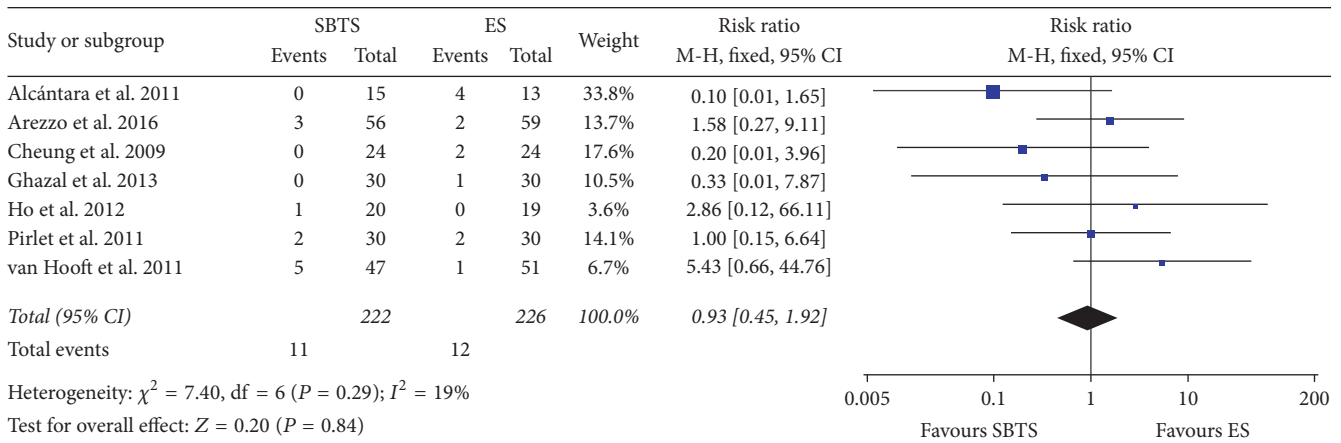 Study or subgroup SBTS ES Weight Risk ratio Risk ratio
Events Total Events Total M-H, fixed, 95% CI M-H, fixed, 95% CI
Alcántara et al. 2011 0 15 4 13 33.8% 0.10 [0.01, 1.65]
Arezzo et al. 2016 3 56 2 59 13.7% 1.58 [0.27, 9.11]
Cheung et al. 2009 0 24 2 24 17.6% 0.20 [0.01, 3.96]
Ghazal et al. 2013 0 30 1 30 10.5% 0.33 [0.01, 7.87]
Ho et al. 2012 1 20 0 19 3.6% 2.86 [0.12, 66.11]
Pirlet et al. 2011 2 30 2 30 14.1% 1.00 [0.15, 6.64]
van Hooft et al. 2011 5 47 1 51 6.7% 5.43 [0.66, 44.76]
Total (95% CI) 222 226 100.0% 0.93 [0.45, 1.92]
Total events 11 12
Heterogeneity: χ² = 7.40, df = 6 (P = 0.29); I² = 19%
Test for overall effect: Z = 0.20 (P = 0.84)
0.005 0.1 1 10 200
Favours SBTS Favours ES